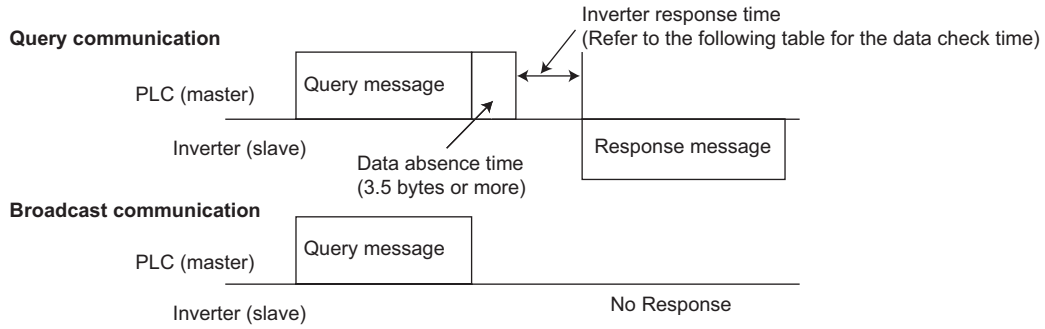 Inverter response time
(Refer to the following table for the data check time)
Query communication
Query message
PLC (master)
Inverter (slave)
Response message
Data absence time
(3.5 bytes or more)
Broadcast communication
Query message
PLC (master)
No Response
Inverter (slave)